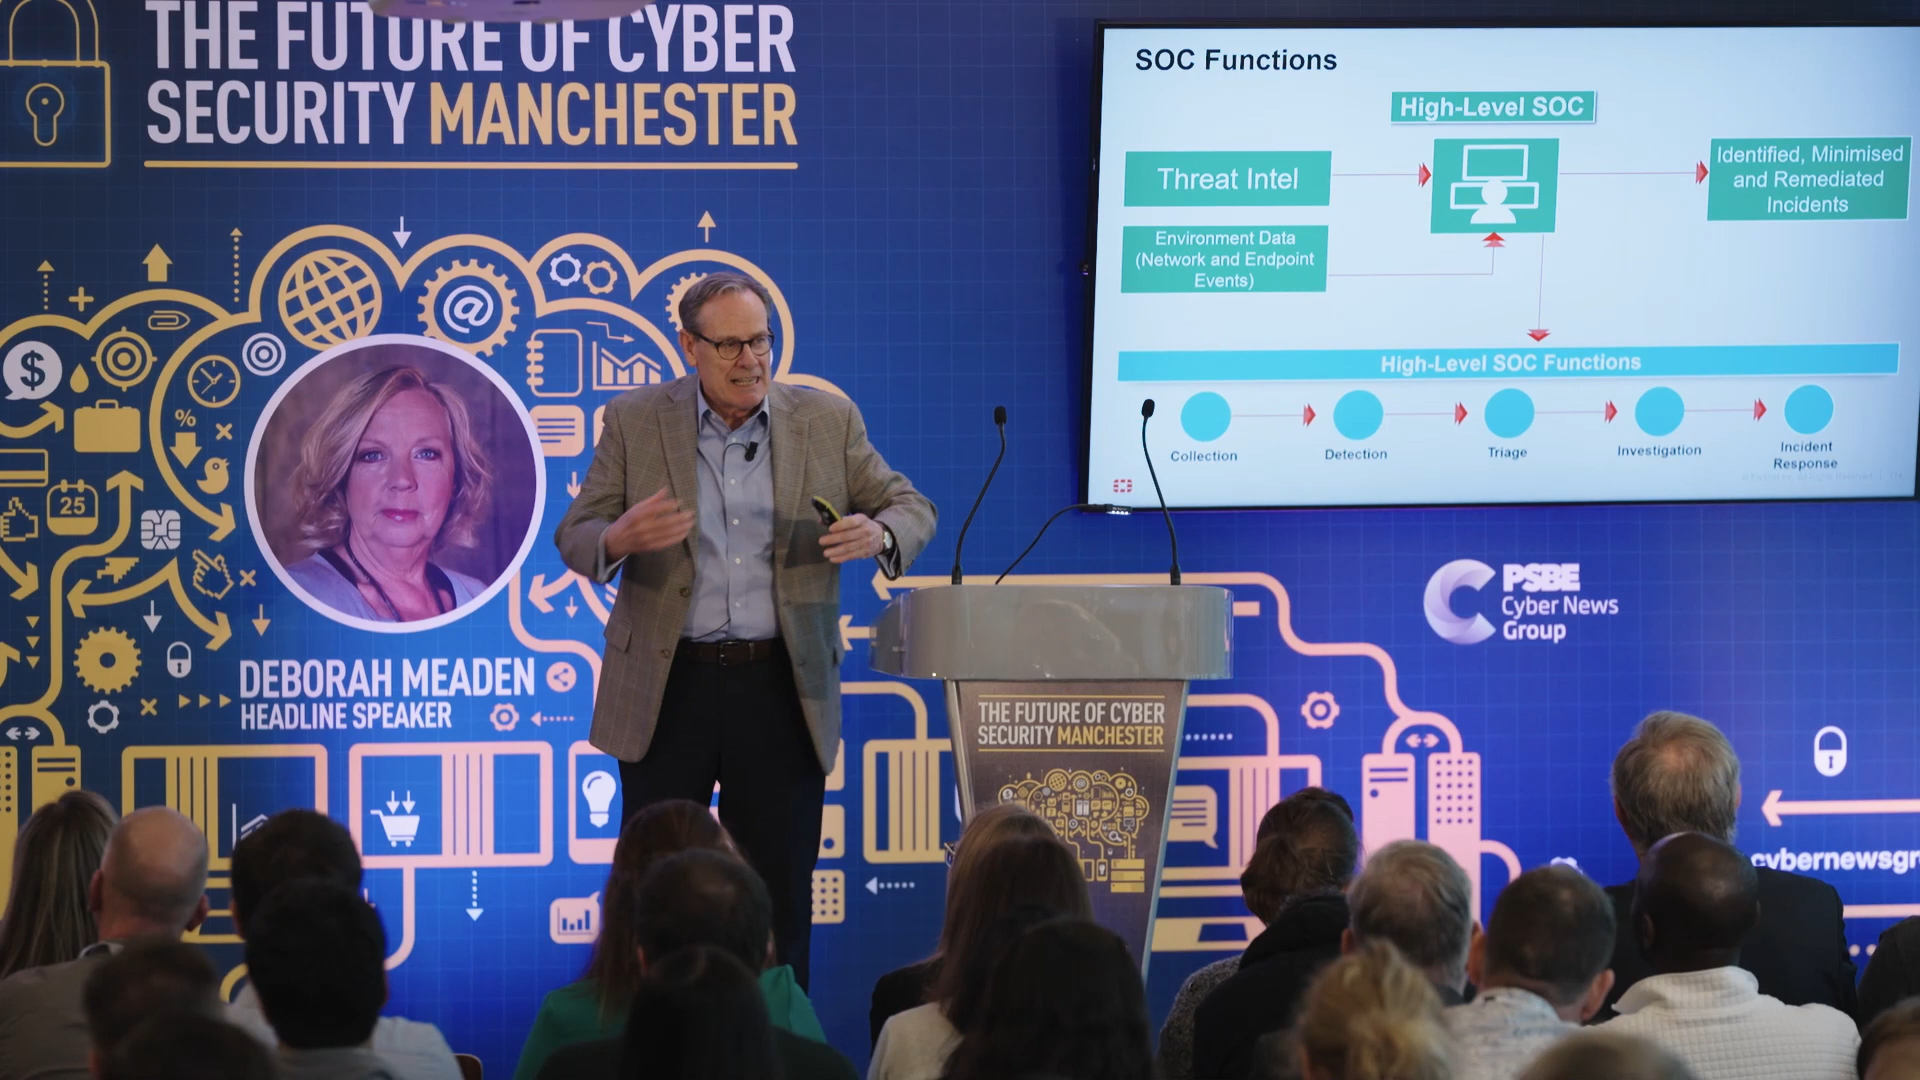 THE FUTURE OF CYBER
SECURITY MANCHESTER
SOC Functions
High-Level SOC
Threat Intel
Environment Data
(Network and Endpoint
Events)
Identified, Minimised
and Remediated
Incidents
High-Level SOC Functions
Collection
Detection
Triage
Investigation
Incident
Response
@
$
%
25
DEBORAH MEADEN
HEADLINE SPEAKER
PSBE
Cyber News
Group
THE FUTURE OF CYBER
SECURITY MANCHESTER
cybernewsgr